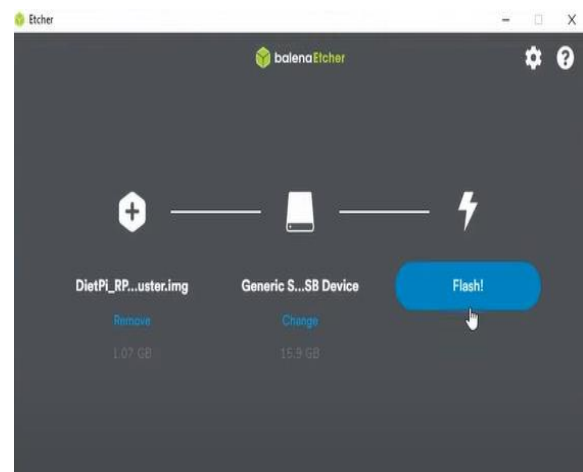 Etcher
balenaEtcher
DietPi_RP...uster.img
Generic S...SB Device
Flash!
Remove
Change
1.07 GB
15.9 GB